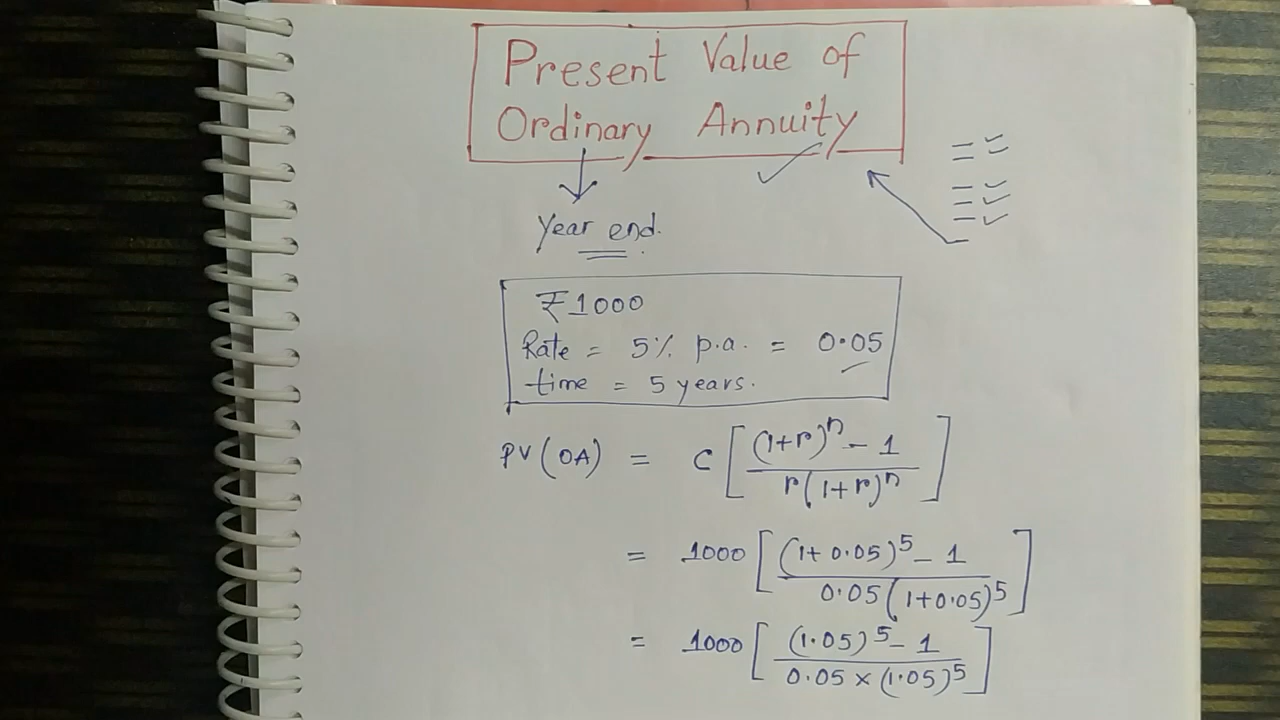 Present Value of
Ordinary Annuity
Year end.
₹1000
Rate = 5% p.a. = 0.05
time = 5 years.
PV(OA) = C[((1+r)^n - 1)/(r(1+r)^n)]
= 1000[((1+0.05)^5 - 1)/(0.05(1+0.05)^5)]
= 1000[((1.05)^5 - 1)/(0.05×(1.05)^5)]